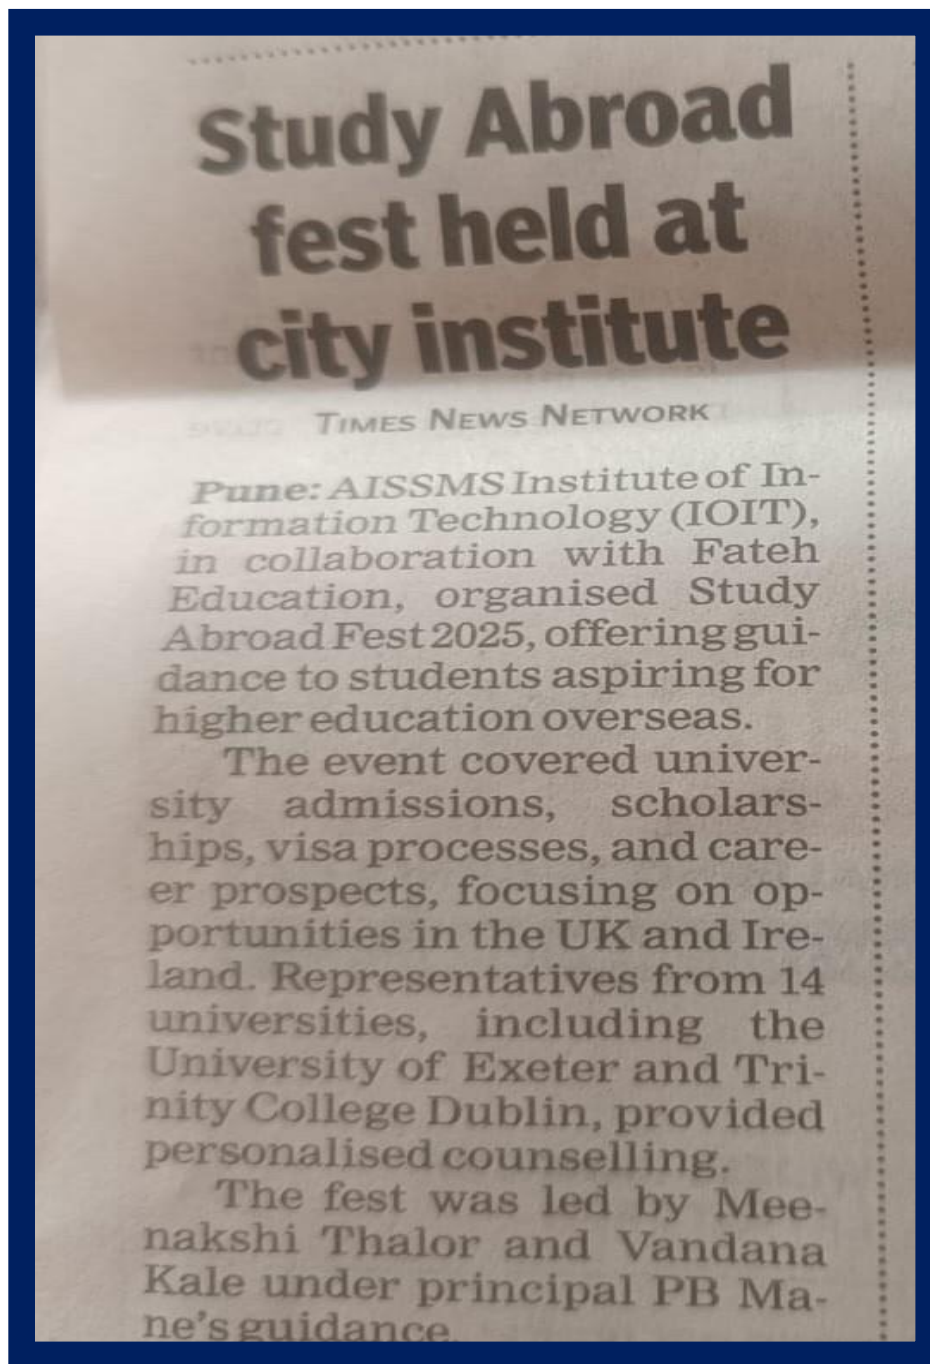 Study Abroad
fest held at
city institute
TIMES NEWS NETWORK
Pune: AISSMS Institute of In-
formation Technology (IOIT),
in collaboration with Fateh
Education, organised Study
Abroad Fest 2025, offering gui-
dance to students aspiring for
higher education overseas.
The event covered univer-
sity admissions, scholars-
hips, visa processes, and care-
er prospects, focusing on op-
portunities in the UK and Ire-
land. Representatives from 14
universities, including the
University of Exeter and Tri-
nity College Dublin, provided
personalised counselling.
The fest was led by Mee-
nakshi Thalor and Vandana
Kale under principal PB Ma-
ne's guidance.